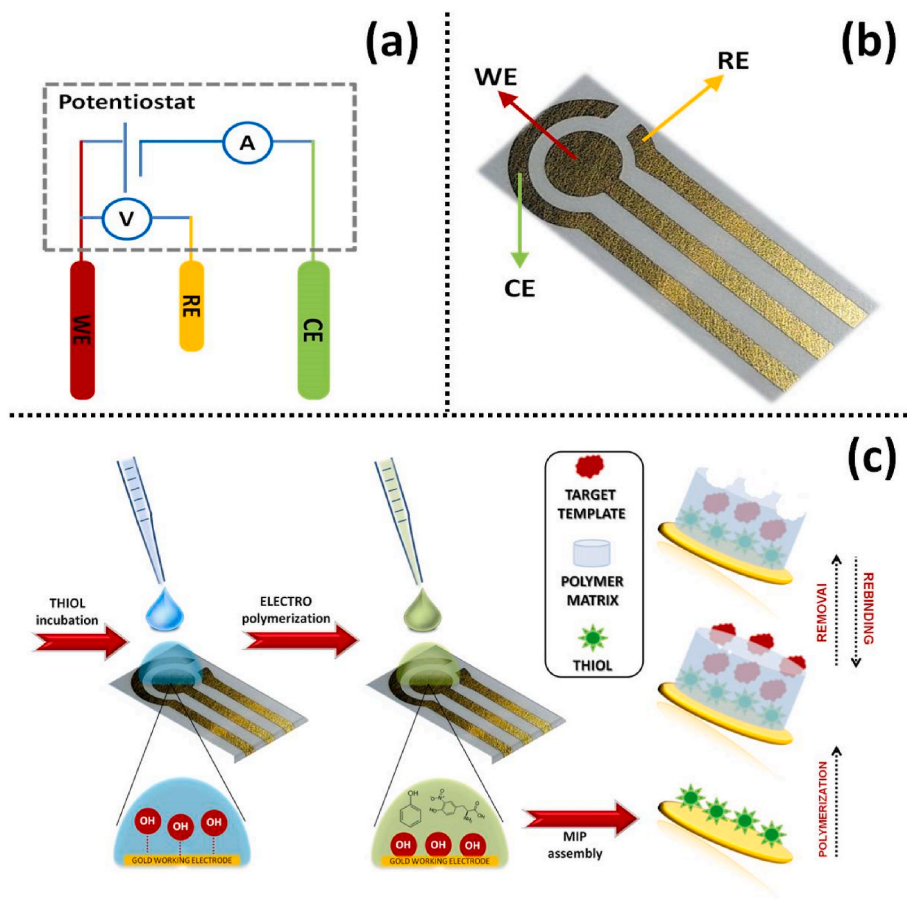 (a)
Potentiostat
A
V
WE
RE
CE
(b)
WE
RE
CE
(c)
THIOL
incubation
ELECTRO
polymerization
TARGET
TEMPLATE
POLYMER
MATRIX
THIOL
REMOVAl
REBINDING
POLYMERIZATION
OH
OH
OH
GOLD WORKING ELECTRODE
OH
OH
OH
OH
GOLD WORKING ELECTRODE
MIP
assembly